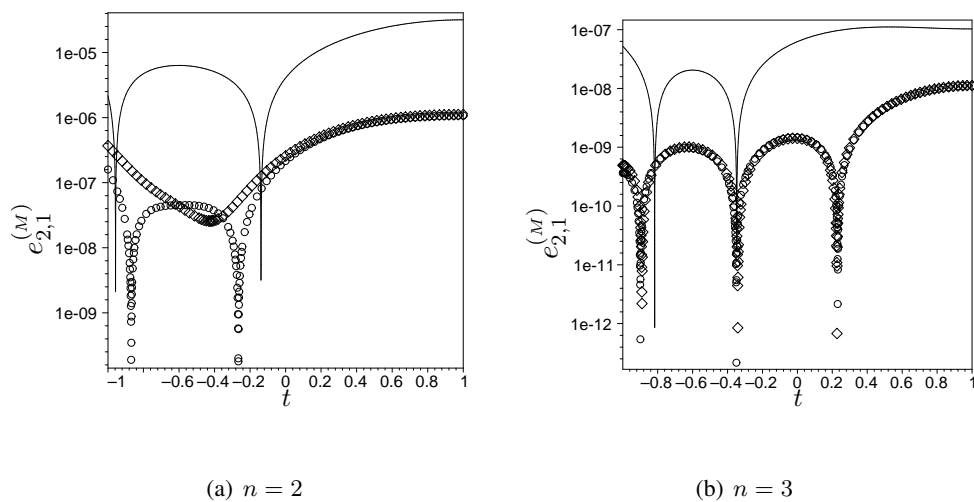 1e-05
1e-06
1e-07
1e-08
1e-09
e_{2,1}^{(M)}
−1 −0.6 −0.4 −0.2 0 0.2 0.4 0.6 0.8 1
t
(a) n = 2
1e-07
1e-08
1e-09
1e-10
1e-11
1e-12
e_{2,1}^{(M)}
−0.8 −0.6 −0.4 −0.2 0 0.2 0.4 0.6 0.8 1
t
(b) n = 3